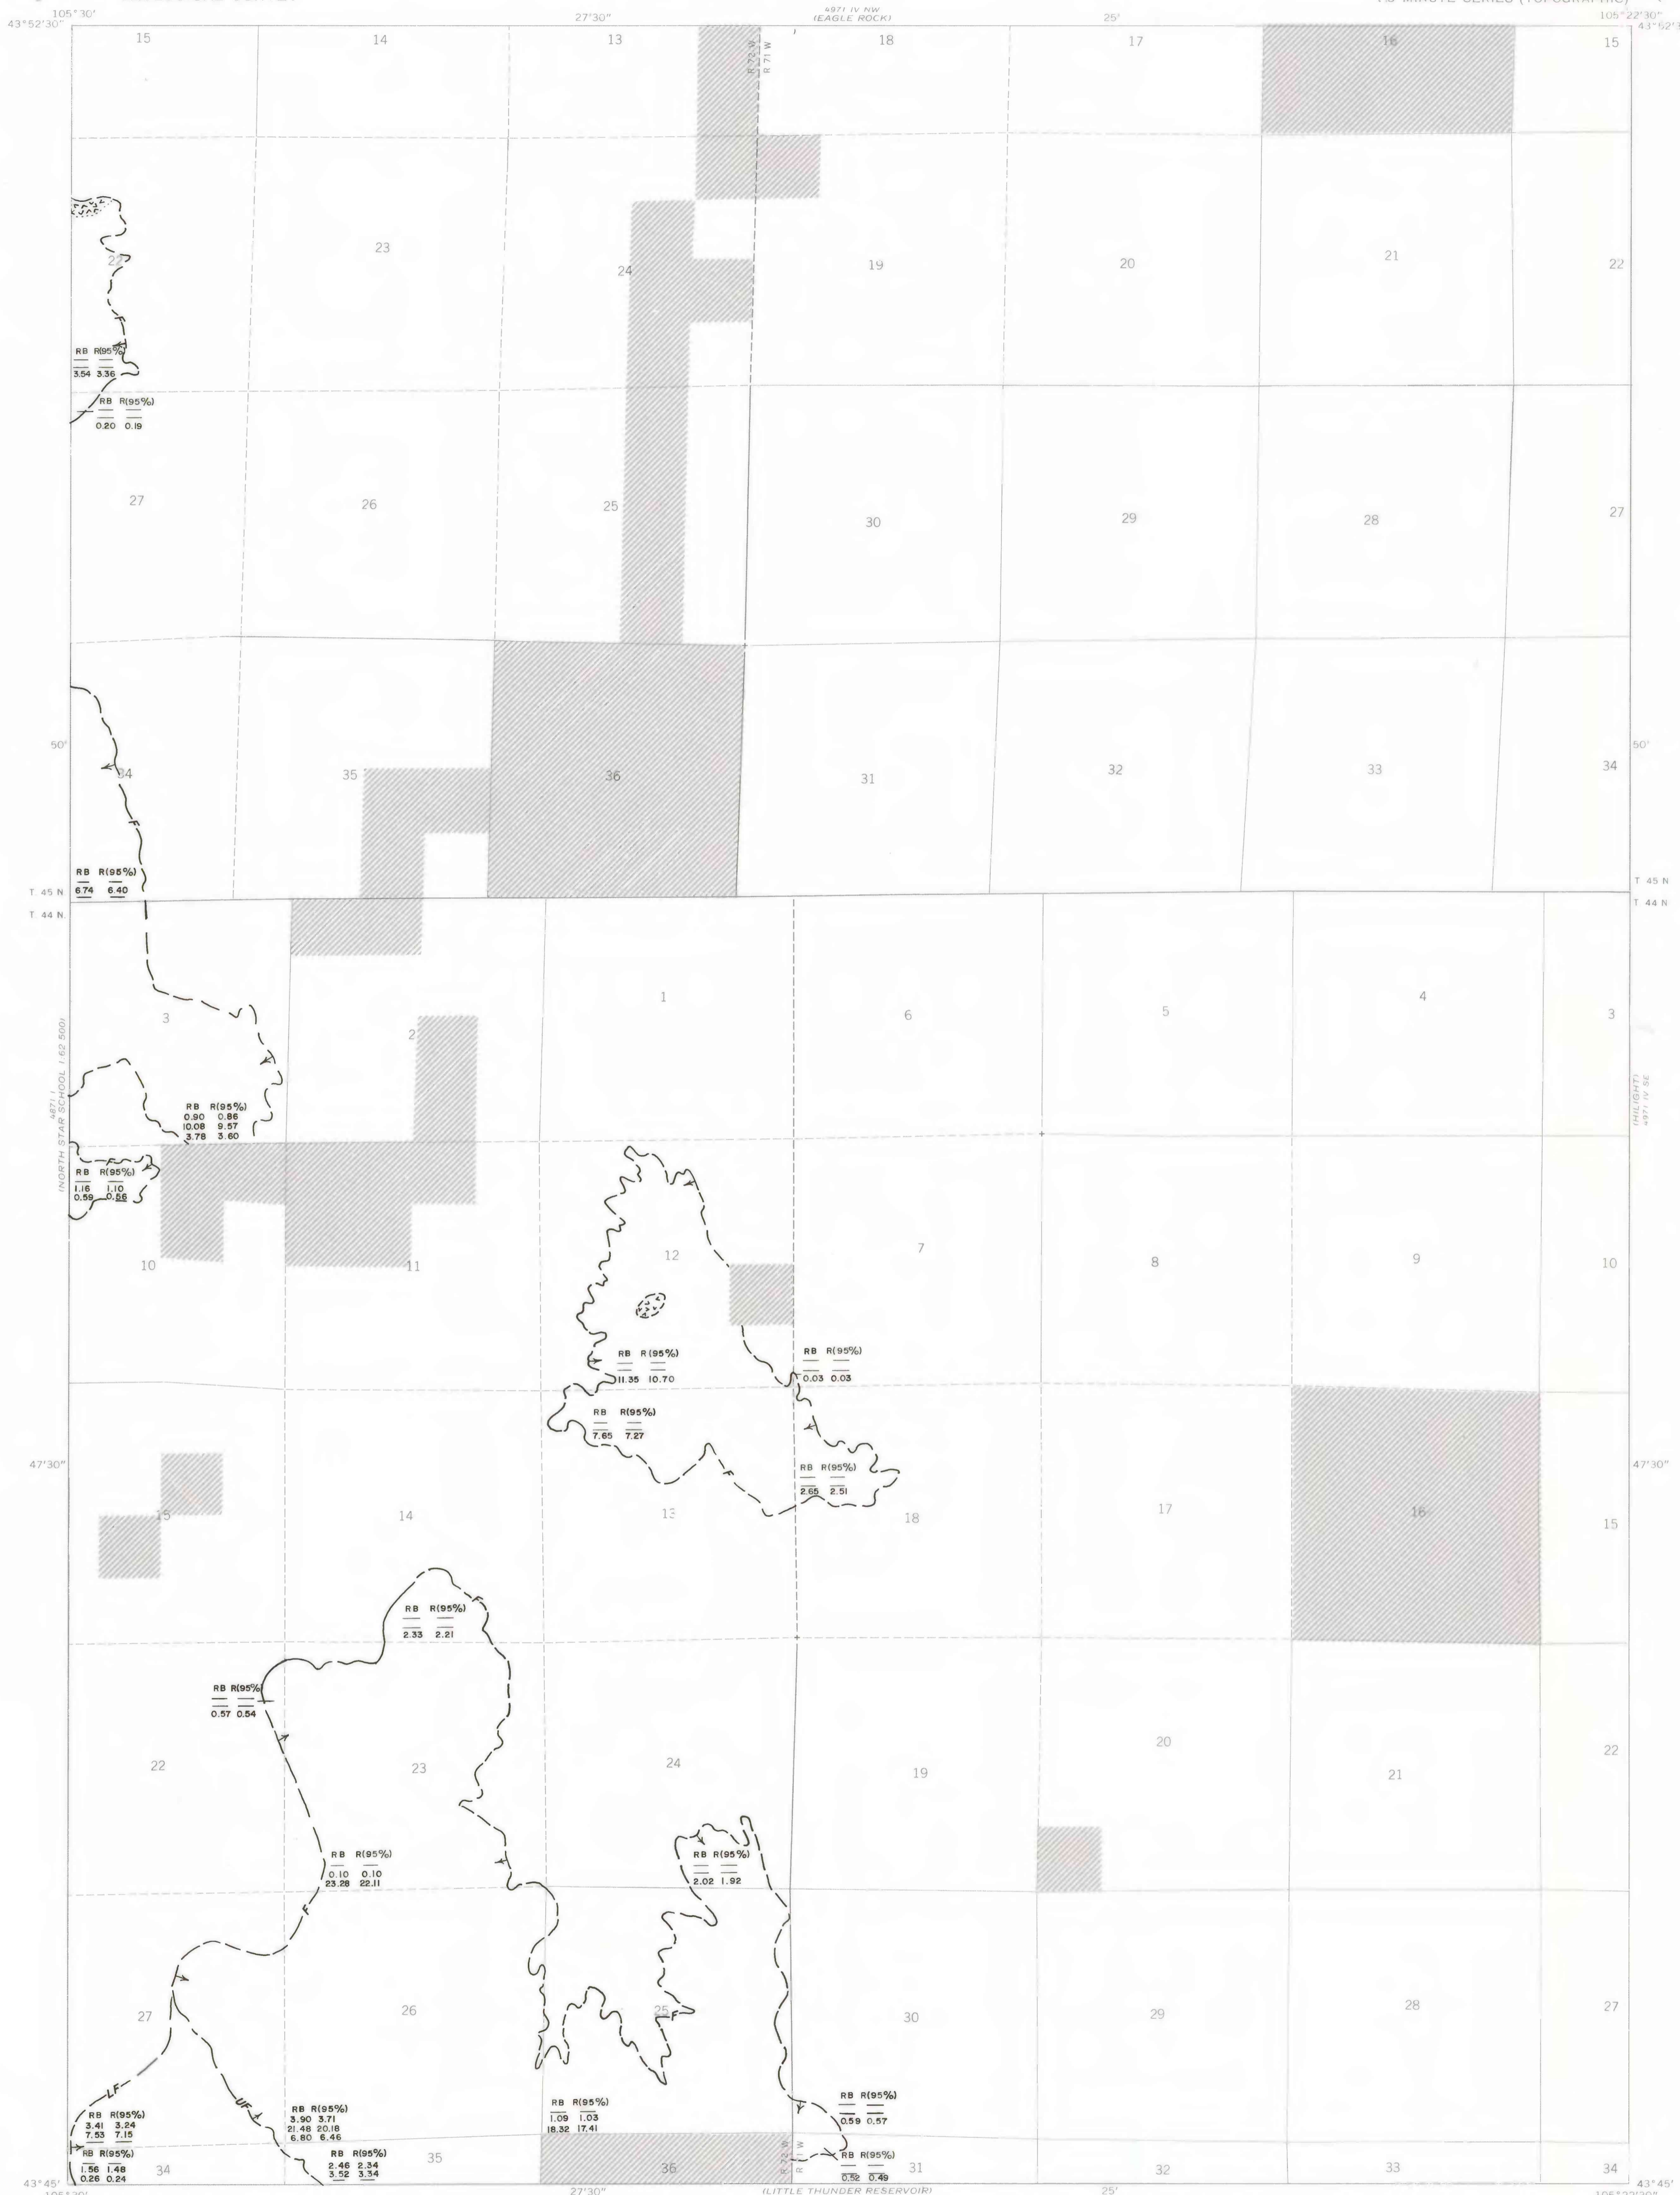 105°30' 27'30" 4971 IV NW 25' 105°22'30"
(EAGLE ROCK)
43°52'30"
15 14 13 R 72 W R 71 W 18 17 16 15
22 23 24 19 20 21 22
RB R(95%)
— —
— —
3.54 3.36
RB R(95%)
— —
— —
0.20 0.19
F
27 26 25 30 29 28 27
50' 50'
34 35 36 31 32 33 34
F
RB R(95%)
— —
6.74 6.40
— —
T 45 N T 45 N
T 44 N T 44 N
3 2 1 6 5 4 3
4871 I
(NORTH STAR SCHOOL 1:62 500)
(HILIGHT)
4971 IV SE
RB R(95%)
0.90 0.86
10.08 9.57
3.78 3.60
F
RB R(95%)
— —
1.16 1.10
0.59 0.56
10 11 12 7 8 9 10
RB R(95%)
— —
— —
11.35 10.70
RB R(95%)
— —
— —
0.03 0.03
RB R(95%)
— —
— —
7.65 7.27
47'30" 47'30"
F
RB R(95%)
— —
— —
2.65 2.51
15 14 13 18 17 16 15
F
RB R(95%)
— —
— —
2.33 2.21
RB R(95%)
— —
— —
0.57 0.54
22 23 24 19 20 21 22
RB R(95%)
— —
0.10 0.10
23.28 22.11
RB R(95%)
— —
— —
2.02 1.92
F
27 26 25 30 29 28 27
F
LF
UF
RB R(95%)
3.41 3.24
7.53 7.15
— —
RB R(95%)
3.90 3.71
21.48 20.18
6.80 6.46
RB R(95%)
1.09 1.03
18.32 17.41
RB R(95%)
— —
— —
0.59 0.57
RB R(95%)
— —
1.56 1.48
0.26 0.24
RB R(95%)
2.46 2.34
3.52 3.34
— —
RB R(95%)
— —
— —
0.52 0.49
34 35 36 R 72 W R 71 W 31 32 33 34
43°45' 43°45'
27'30" (LITTLE THUNDER RESERVOIR) 25'